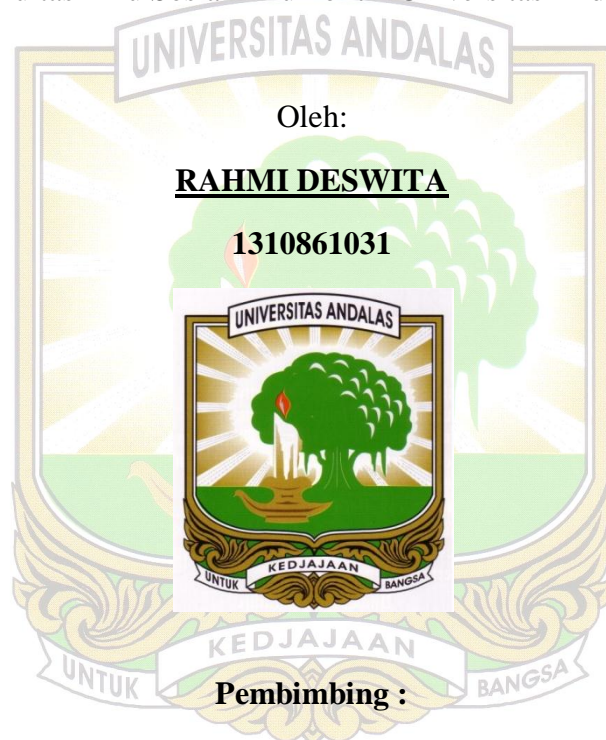 UNIVERSITAS ANDALAS
Oleh:
RAHMI DESWITA
1310861031
UNIVERSITAS ANDALAS
UNTUK KEDJAJAAN BANGSA
UNTUK KEDJAJAAN BANGSA
Pembimbing :